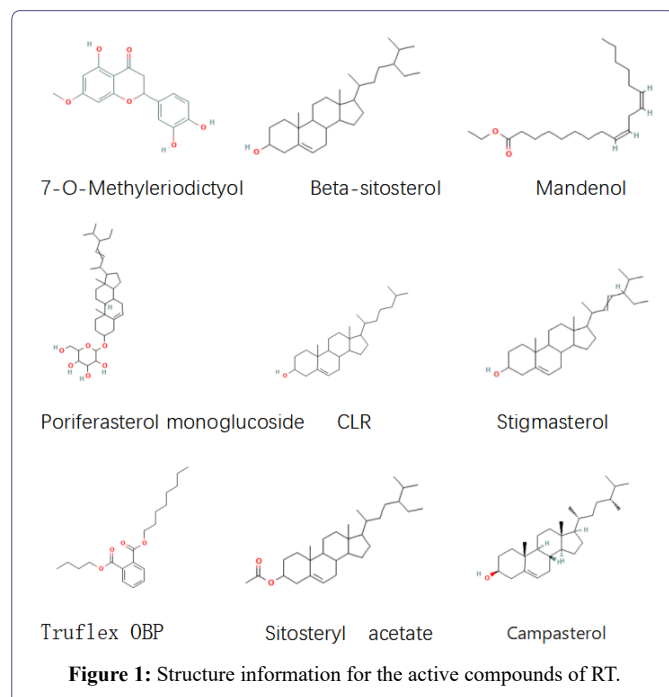 7-O-Methyleriodictyol Beta-sitosterol Mandenol
Poriferasterol monoglucoside CLR Stigmasterol
Truflex OBP Sitosteryl acetate Campasterol
Figure 1: Structure information for the active compounds of RT.